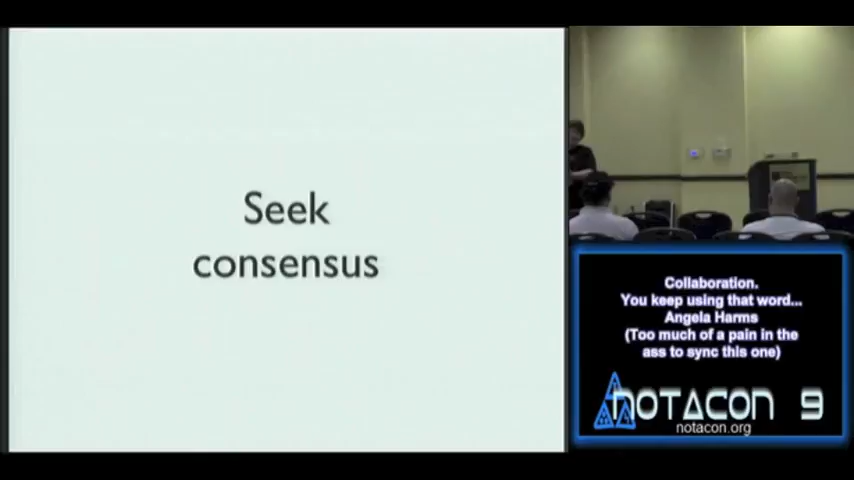 Seek
consensus
Collaboration.
You keep using that word...
Angela Harms
(Too much of a pain in the
ass to sync this one)
NOTACON 9
notacon.org